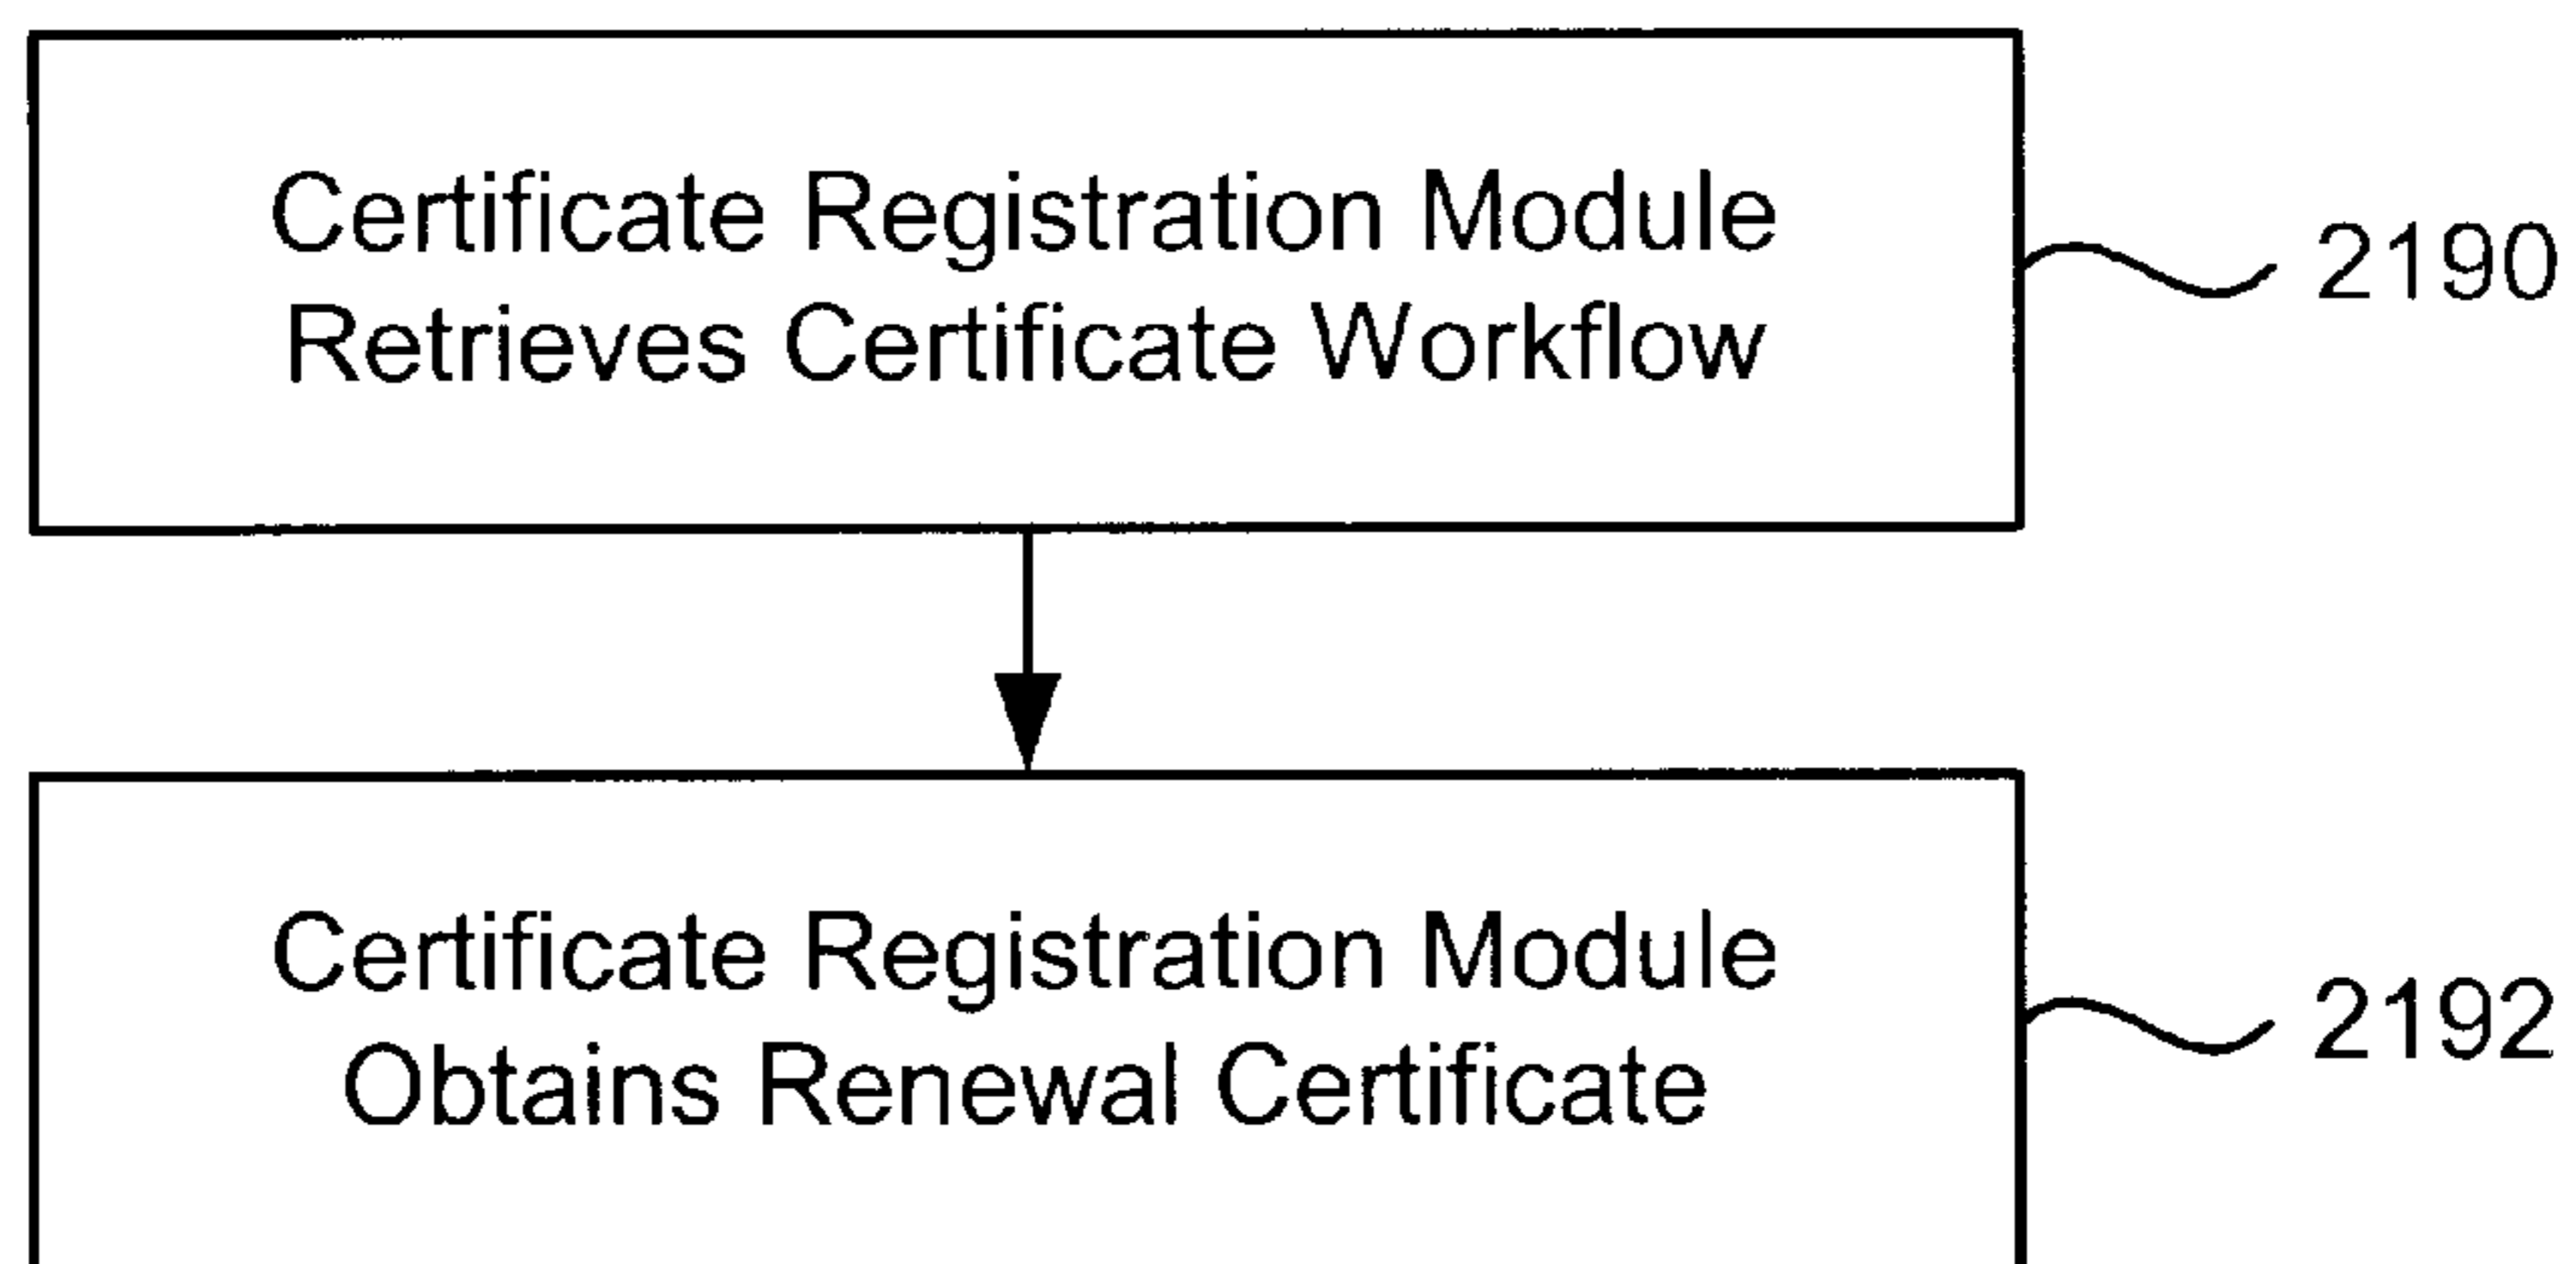 Certificate Registration Module
Retrieves Certificate Workflow
2190
Certificate Registration Module
Obtains Renewal Certificate
2192